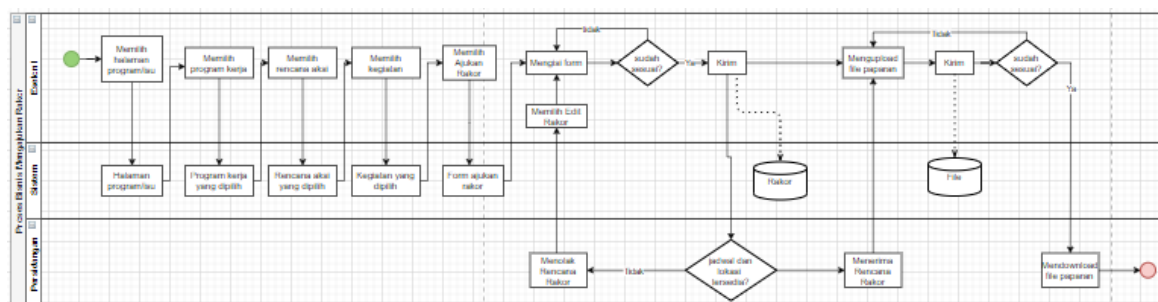 Proses Bisnis Mengajukan Rakor
Eselon I
Memilih
halaman
program/isu
Memilih
program kerja
Memilih
rencana aksi
Memilih
kegiatan
Memilih
Ajukan
Rakor
Mengisi form
tidak
sudah
sesuai?
Ya
Kirim
Mengupload
file paparan
Kirim
tidak
sudah
sesuai?
Ya
Memilih Edit
Rakor
Sistem
Halaman
program/isu
Program kerja
yang dipilih
Rencana aksi
yang dipilih
Kegiatan yang
dipilih
Form ajukan
rakor
Rakor
File
Persidangan
Menolak
Rencana
Rakor
Tidak
jadwal dan
lokasi
tersedia?
Menerima
Rencana
Rakor
Mendownload
file paparan